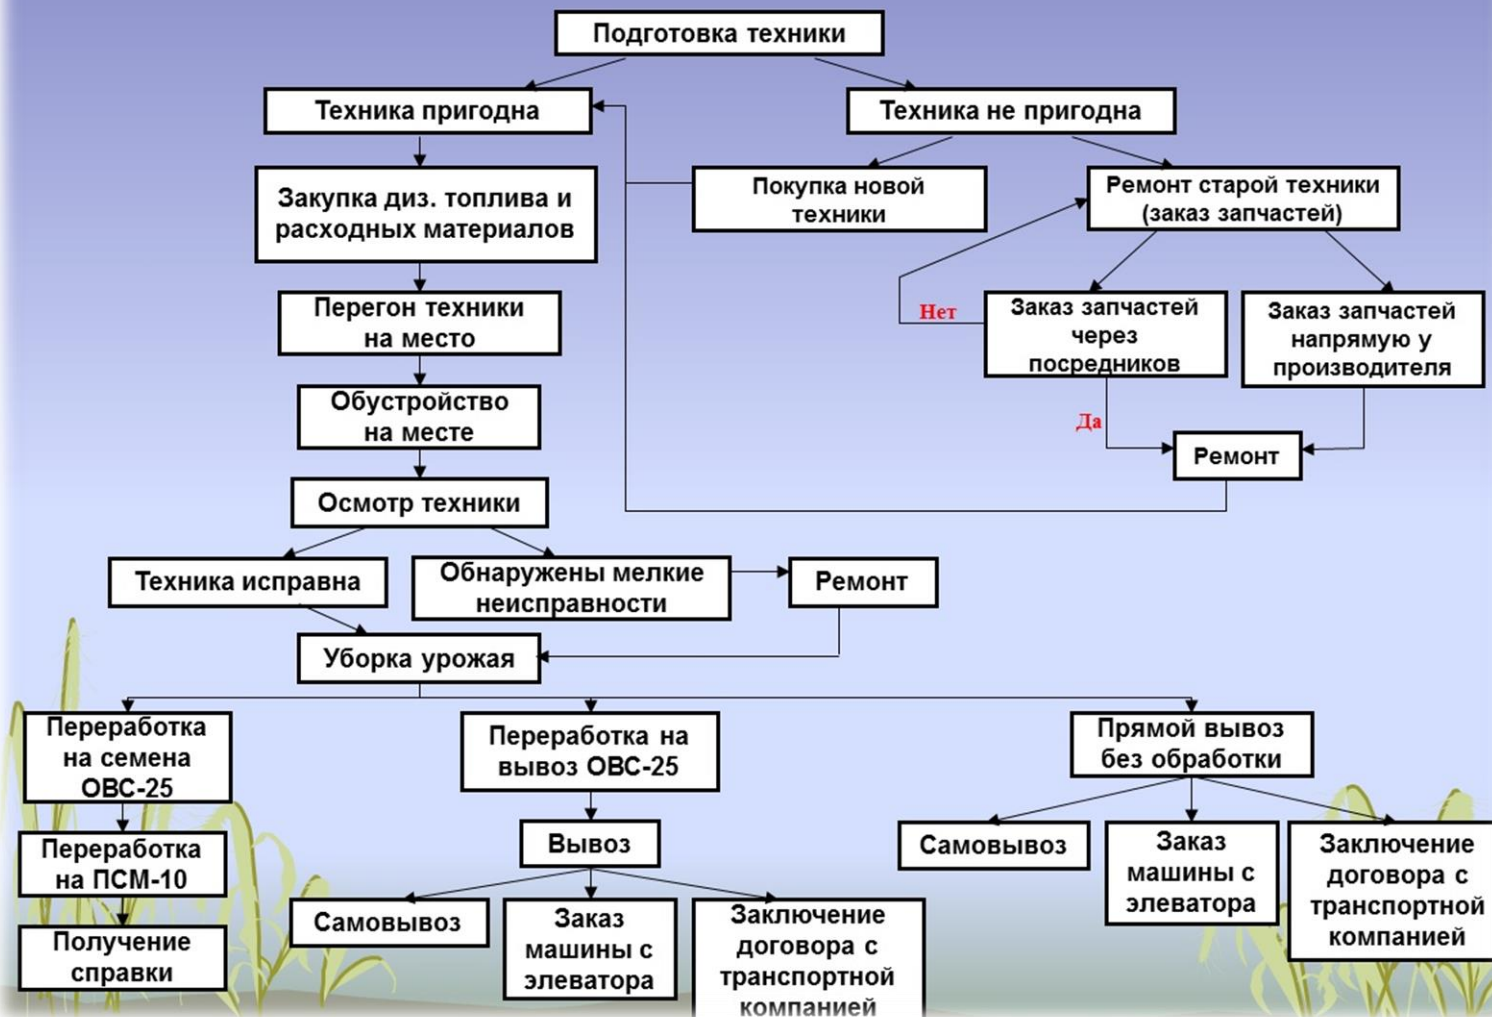 Подготовка техники
Техника пригодна
Техника не пригодна
Закупка диз. топлива и
расходных материалов
Покупка новой
техники
Ремонт старой техники
(заказ запчастей)
Перегон техники
на место
Нет
Заказ запчастей
через
посредников
Заказ запчастей
напрямую у
производителя
Обустройство
на месте
Да
Ремонт
Осмотр техники
Техника исправна
Обнаружены мелкие
неисправности
Ремонт
Уборка урожая
Переработка
на семена
ОВС-25
Переработка на
вывоз ОВС-25
Прямой вывоз
без обработки
Переработка
на ПСМ-10
Вывоз
Самовывоз
Заказ
машины с
элеватора
Заключение
договора с
транспортной
компанией
Получение
справки
Самовывоз
Заказ
машины с
элеватора
Заключение
договора с
транспортной
компанией